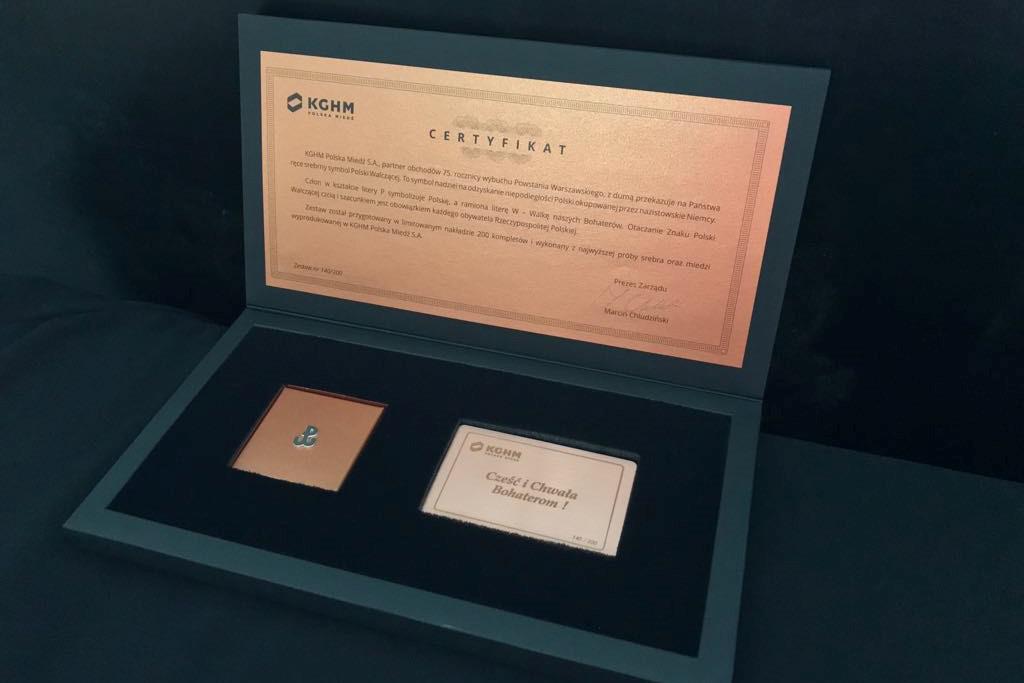 KGHM
POLSKA MIEDŹ
CERTYFIKAT
KGHM Polska Miedź S.A., partner obchodów 75. rocznicy wybuchu Powstania Warszawskiego, z dumą przekazuje na Państwa
ręce srebrny symbol Polski Walczącej. To symbol nadziei na odzyskanie niepodległości Polski okupowanej przez nazistowskie Niemcy.
Człon w kształcie litery P symbolizuje Polskę, a ramiona literę W – Walkę naszych Bohaterów. Otaczanie Znaku Polski
Walczącej czcią i szacunkiem jest obowiązkiem każdego obywatela Rzeczypospolitej Polskiej.
Zestaw został przygotowany w limitowanym nakładzie 200 kompletów i wykonany z najwyższej próby srebra oraz miedzi
wyprodukowanej w KGHM Polska Miedź S.A.
Zestaw nr 140/200
Prezes Zarządu
Marcin Chludziński
KGHM
POLSKA MIEDŹ
Cześć i Chwała
Bohaterom !
140 / 200